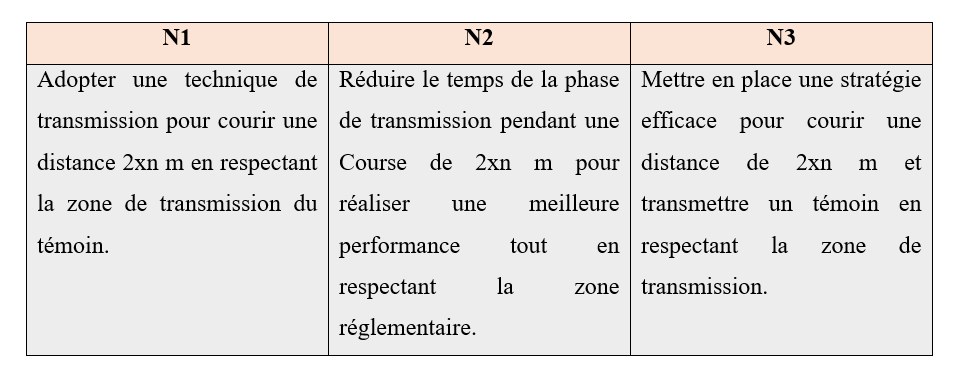 N1
N2
N3
Adopter une technique de
transmission pour courir une
distance 2xn m en respectant
la zone de transmission du
témoin.
Réduire le temps de la phase
de transmission pendant une
Course de 2xn m pour
réaliser une meilleure
performance tout en
respectant la zone
réglementaire.
Mettre en place une stratégie
efficace pour courir une
distance de 2xn m et
transmettre un témoin en
respectant la zone de
transmission.